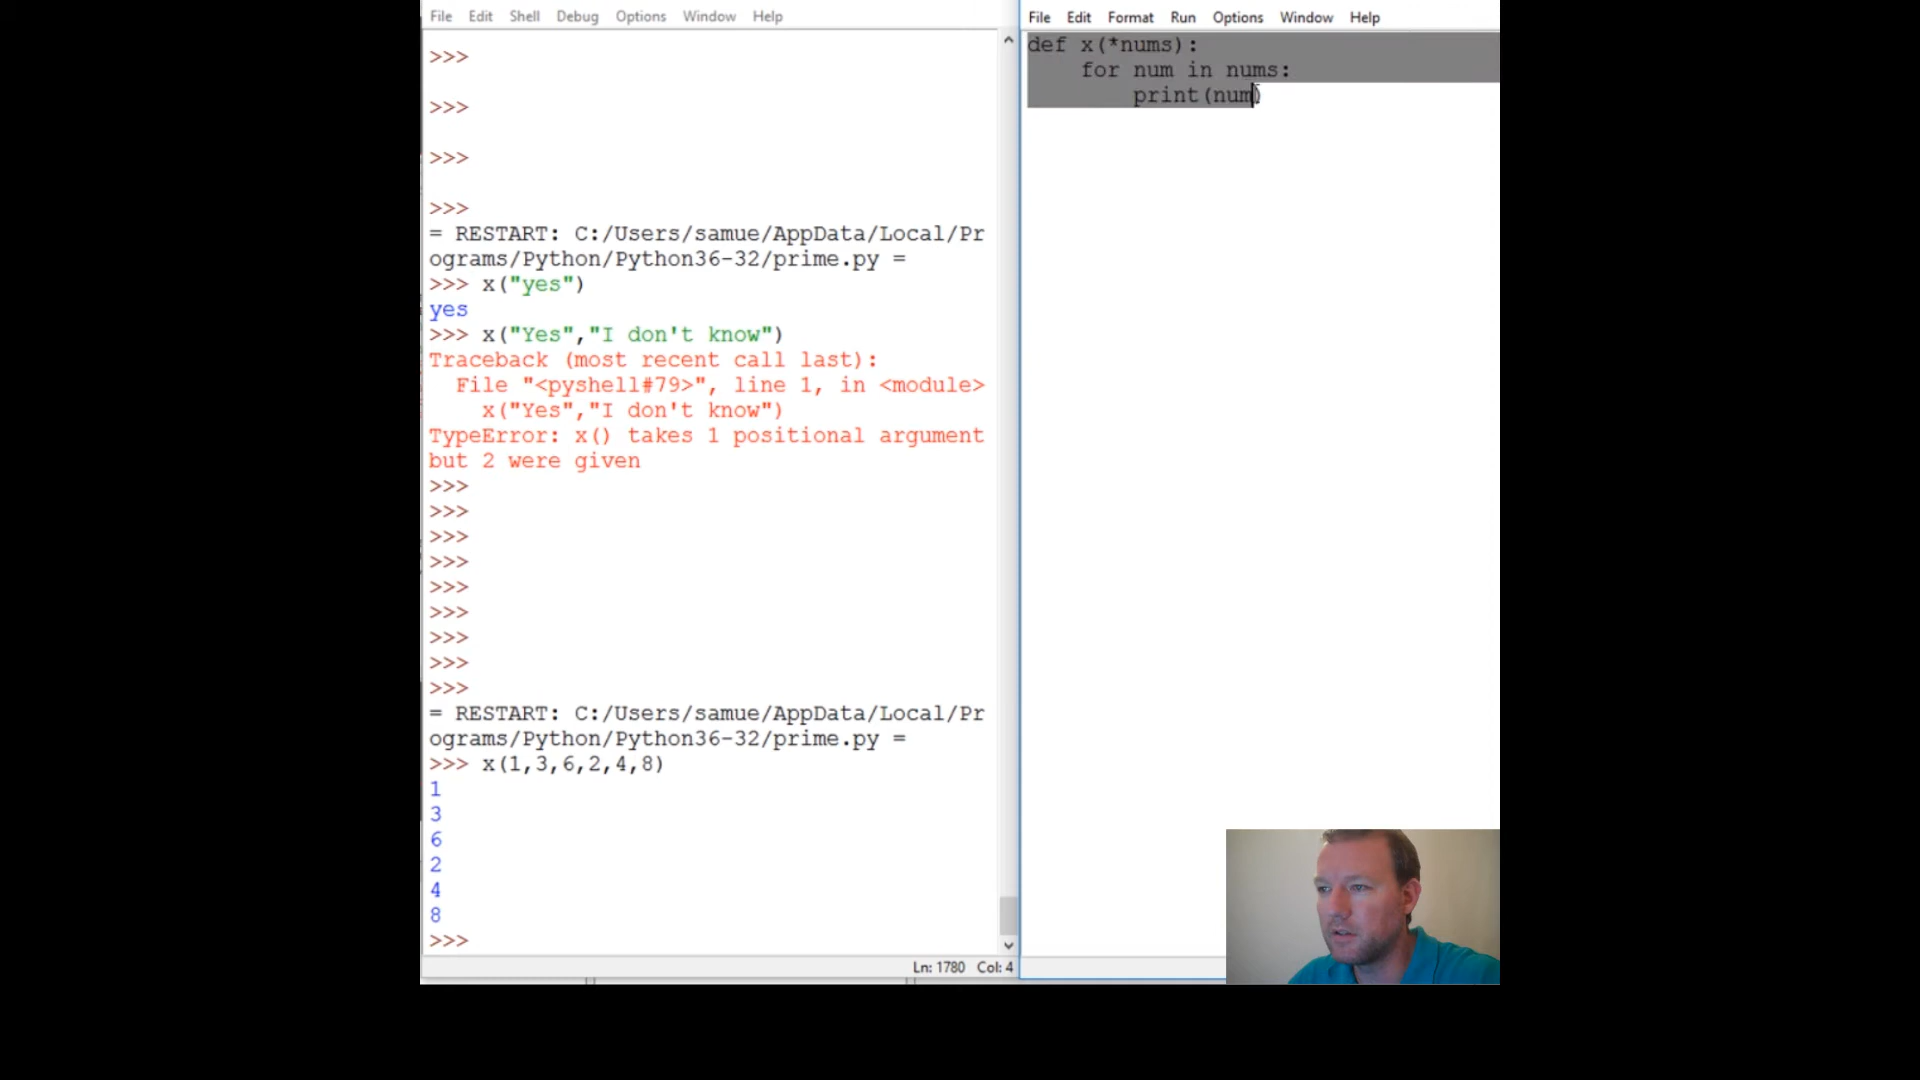 File Edit Shell Debug Options Window Help
>>>
>>>
>>>
>>>
= RESTART: C:/Users/samue/AppData/Local/Pr
ograms/Python/Python36-32/prime.py =
>>> x("yes")
yes
>>> x("Yes","I don't know")
Traceback (most recent call last):
  File "<pyshell#79>", line 1, in <module>
    x("Yes","I don't know")
TypeError: x() takes 1 positional argument
but 2 were given
>>>
>>>
>>>
>>>
>>>
>>>
>>>
>>>
>>>
= RESTART: C:/Users/samue/AppData/Local/Pr
ograms/Python/Python36-32/prime.py =
>>> x(1,3,6,2,4,8)
1
3
6
2
4
8
>>>
Ln: 1780 Col: 4
File Edit Format Run Options Window Help
def x(*nums):
    for num in nums:
        print(num)